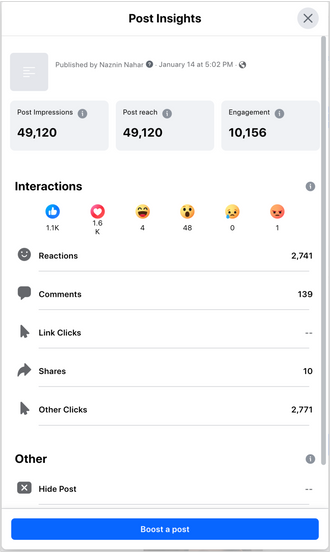 Post Insights
Published by Naznin Nahar · January 14 at 5:02 PM ·
Post Impressions
49,120
Post reach
49,120
Engagement
10,156
Interactions
1.1K
1.6
K
4
48
0
1
Reactions
2,741
Comments
139
Link Clicks
--
Shares
10
Other Clicks
2,771
Other
Hide Post
--
Boost a post